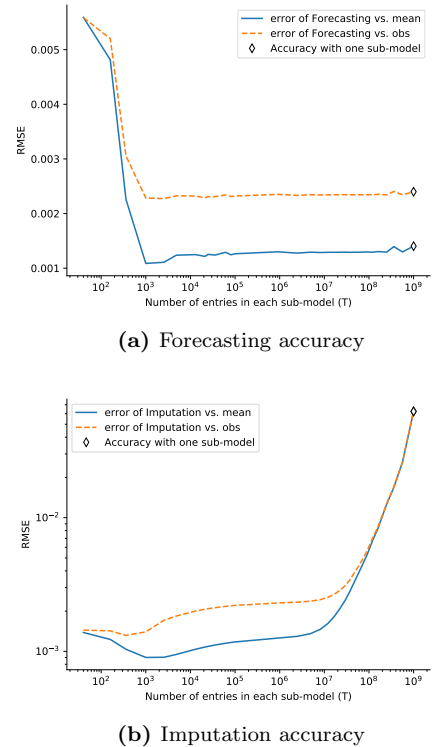 error of Forecasting vs. mean
error of Forecasting vs. obs
Accuracy with one sub-model
0.005
0.004
0.003
0.002
0.001
RMSE
10² 10³ 10⁴ 10⁵ 10⁶ 10⁷ 10⁸ 10⁹
Number of entries in each sub-model (T)
(a) Forecasting accuracy
error of Imputation vs. mean
error of Imputation vs. obs
Accuracy with one sub-model
10⁻²
10⁻³
RMSE
10² 10³ 10⁴ 10⁵ 10⁶ 10⁷ 10⁸ 10⁹
Number of entries in each sub-model (T)
(b) Imputation accuracy